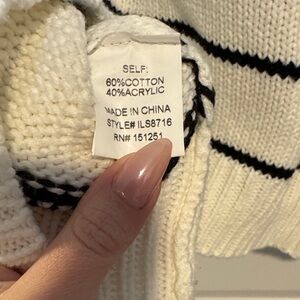 SELF:
60%COTTON
40%ACRYLIC
MADE IN CHINA
STYLE# ILS8716
RN# 151251